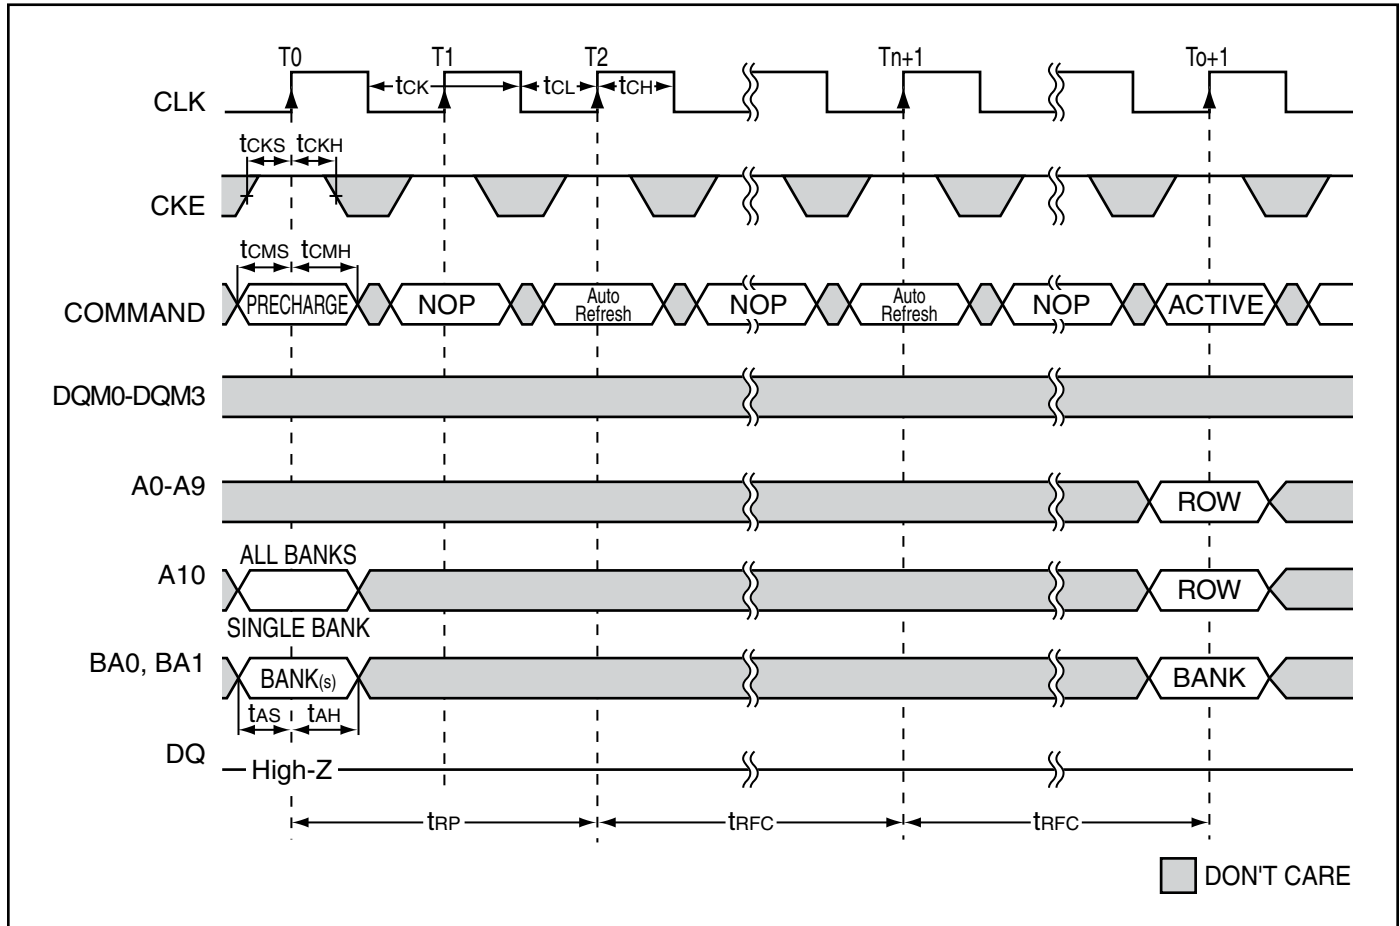 T0 T1 T2 Tn+1 To+1
CLK
tCK tCL tCH
tCKS tCKH
CKE
tCMS tCMH
COMMAND PRECHARGE NOP Auto Refresh NOP Auto Refresh NOP ACTIVE
DQM0-DQM3
A0-A9 ROW
ALL BANKS
A10 ROW
SINGLE BANK
BA0, BA1 BANK(s) BANK
tAS tAH
DQ High-Z
tRP tRFC tRFC
DON'T CARE